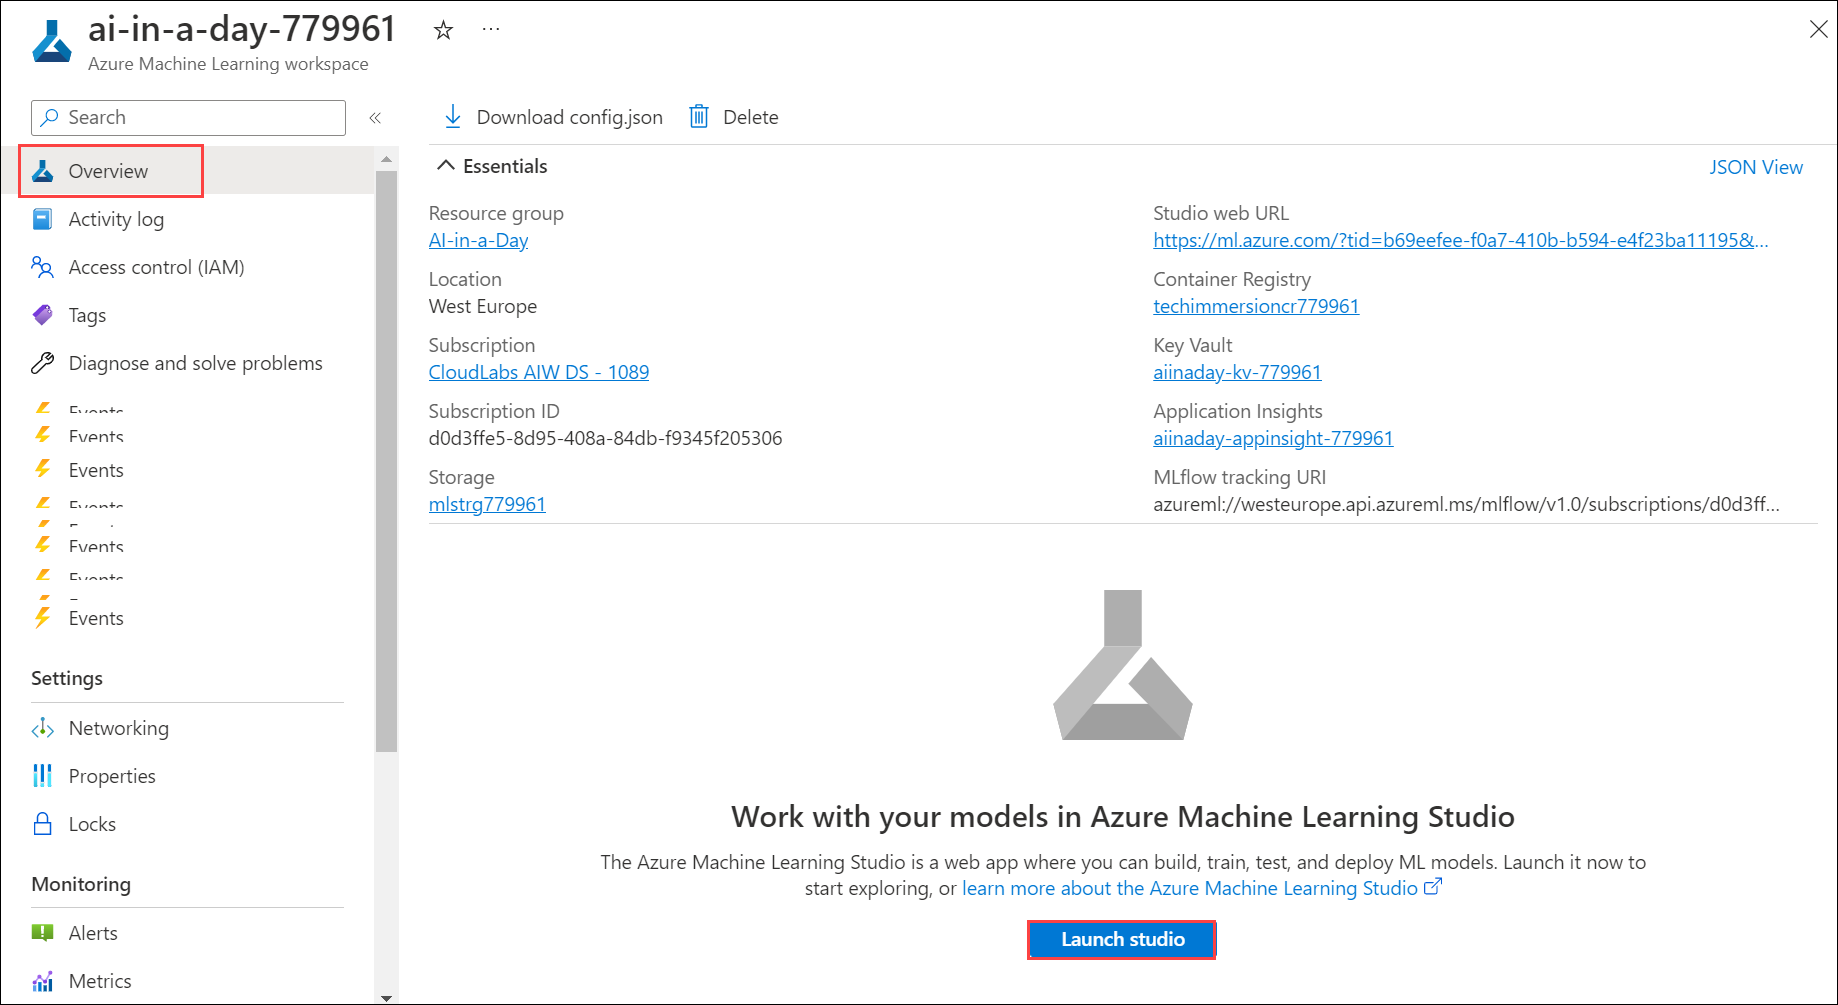 ai-in-a-day-779961
Azure Machine Learning workspace
Search
Overview
Activity log
Access control (IAM)
Tags
Diagnose and solve problems
Events
Events
Events
Events
Events
Events
Events
Settings
Networking
Properties
Locks
Monitoring
Alerts
Metrics
Download config.json
Delete
Essentials
JSON View
Resource group
AI-in-a-Day
Location
West Europe
Subscription
CloudLabs AIW DS - 1089
Subscription ID
d0d3ffe5-8d95-408a-84db-f9345f205306
Storage
mlstrg779961
Studio web URL
https://ml.azure.com/?tid=b69eefee-f0a7-410b-b594-e4f23ba11195&...
Container Registry
techimmersioncr779961
Key Vault
aiinaday-kv-779961
Application Insights
aiinaday-appinsight-779961
MLflow tracking URI
azureml://westeurope.api.azureml.ms/mlflow/v1.0/subscriptions/d0d3ff...
Work with your models in Azure Machine Learning Studio
The Azure Machine Learning Studio is a web app where you can build, train, test, and deploy ML models. Launch it now to
start exploring, or learn more about the Azure Machine Learning Studio
Launch studio